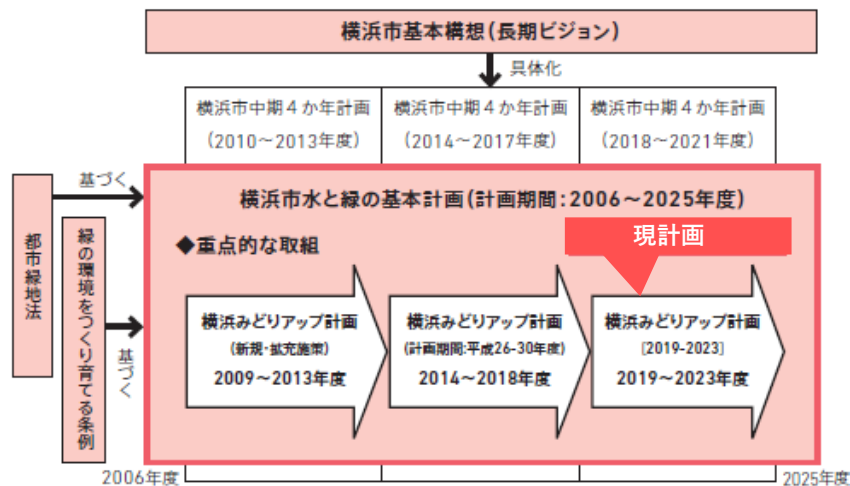 横浜市基本構想(長期ビジョン)
具体化
横浜市中期4か年計画
(2010~2013年度)
横浜市中期4か年計画
(2014~2017年度)
横浜市中期4か年計画
(2018~2021年度)
基づく
都市緑地法
緑の環境をつくり育てる条例
基づく
横浜市水と緑の基本計画(計画期間:2006~2025年度)
◆重点的な取組
現計画
横浜みどりアップ計画
(新規・拡充施策)
2009~2013年度
横浜みどりアップ計画
(計画期間:平成26-30年度)
2014~2018年度
横浜みどりアップ計画
[2019-2023]
2019~2023年度
2006年度
2025年度